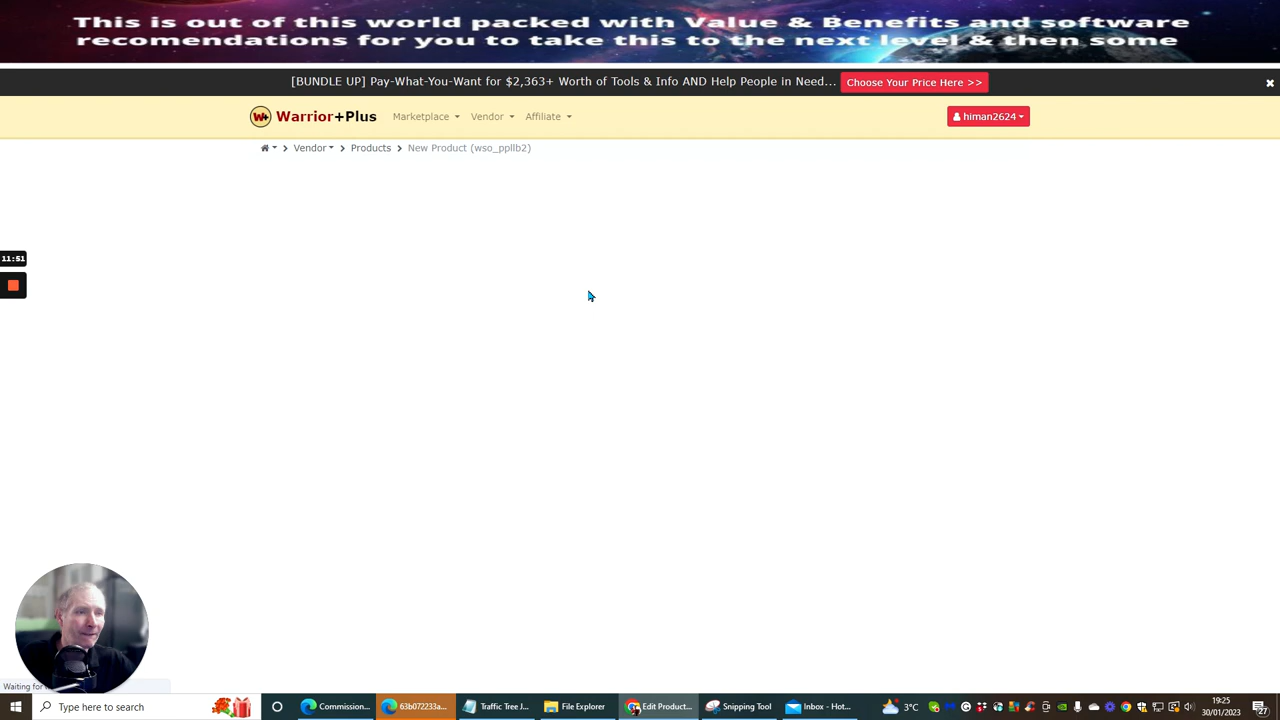 This is out of this world packed with Value & Benefits and software
recomendations for you to take this to the next level & then some
[BUNDLE UP] Pay-What-You-Want for $2,363+ Worth of Tools & Info AND Help People in Need... Choose Your Price Here >>
Warrior+Plus Marketplace Vendor Affiliate himan2624
Vendor Products New Product (wso_ppllb2)
11:51
Waiting for
Type here to search Commission... 63b072233a... Traffic Tree J... File Explorer Edit Product... Snipping Tool Inbox - Hot... 3°C 19:25
30/01/2023